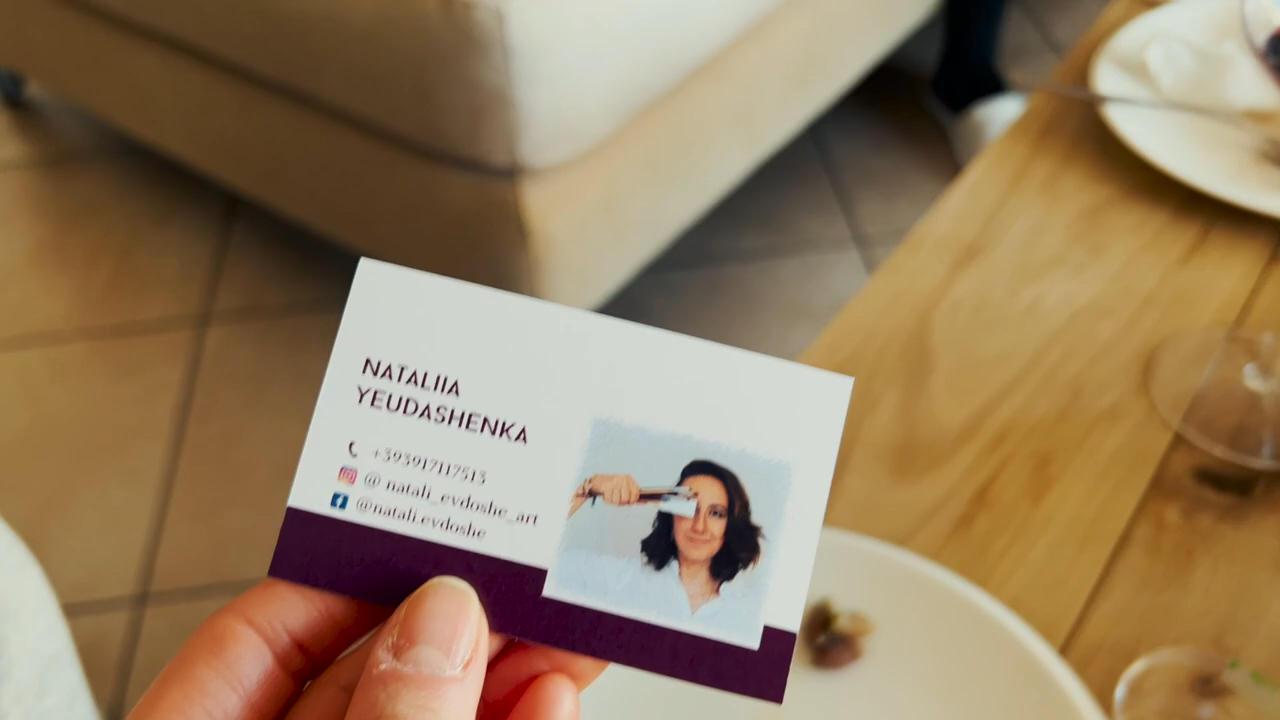 NATALIIA
YEUDASHENKA
+393917117513
@ natali_evdoshe_art
@natali.evdoshe